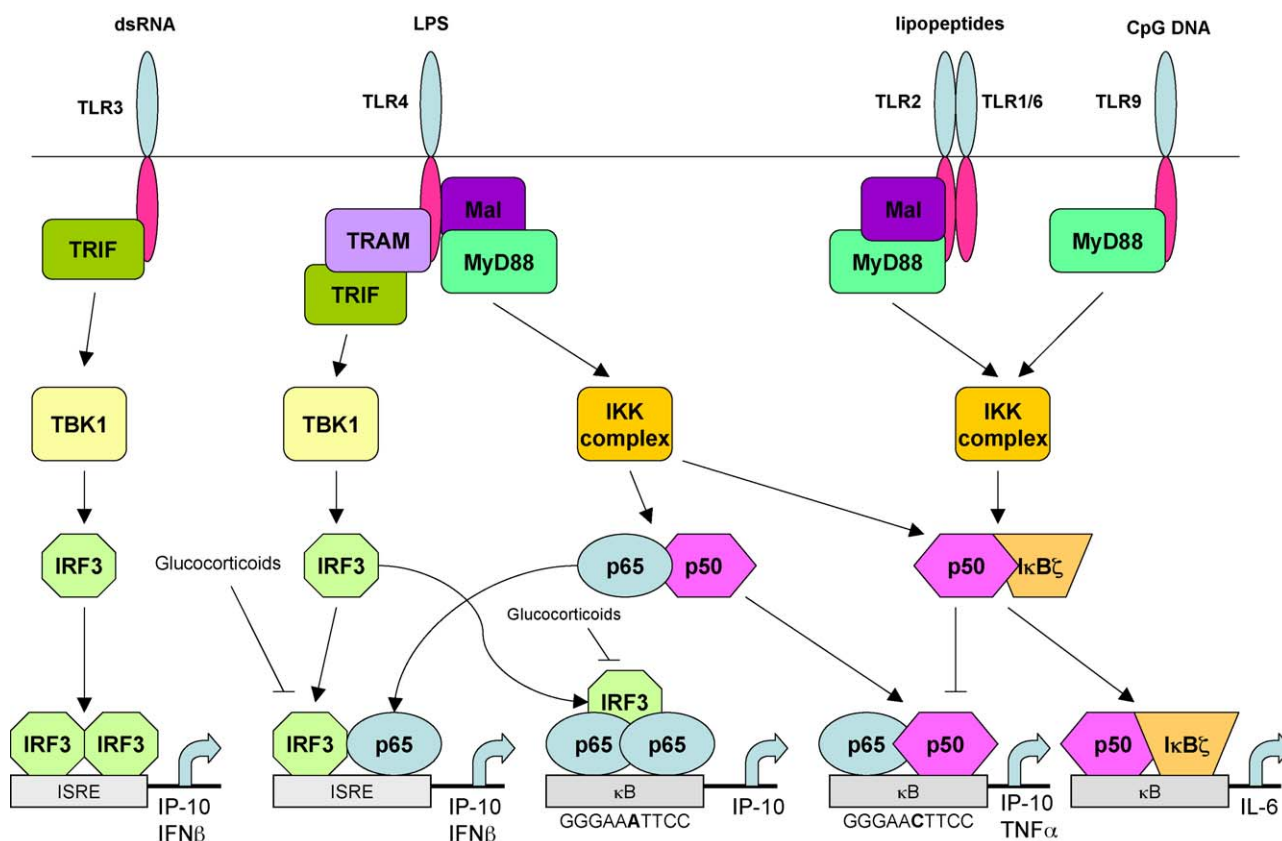 dsRNA
LPS
lipopeptides
CpG DNA
TLR3
TLR4
TLR2
TLR1/6
TLR9
Mal
Mal
TRIF
TRAM
MyD88
MyD88
MyD88
TRIF
TBK1
TBK1
IKK
complex
IKK
complex
Glucocorticoids
IRF3
IRF3
p65
p50
p50
IκBζ
Glucocorticoids
IRF3
IRF3
IRF3
IRF3
p65
p65
p65
p65
p50
p50
IκBζ
ISRE
ISRE
κB
κB
κB
IP-10
IFNβ
IP-10
IFNβ
GGGAAATTCC
IP-10
GGGAACTTCC
IP-10
TNFα
IL-6